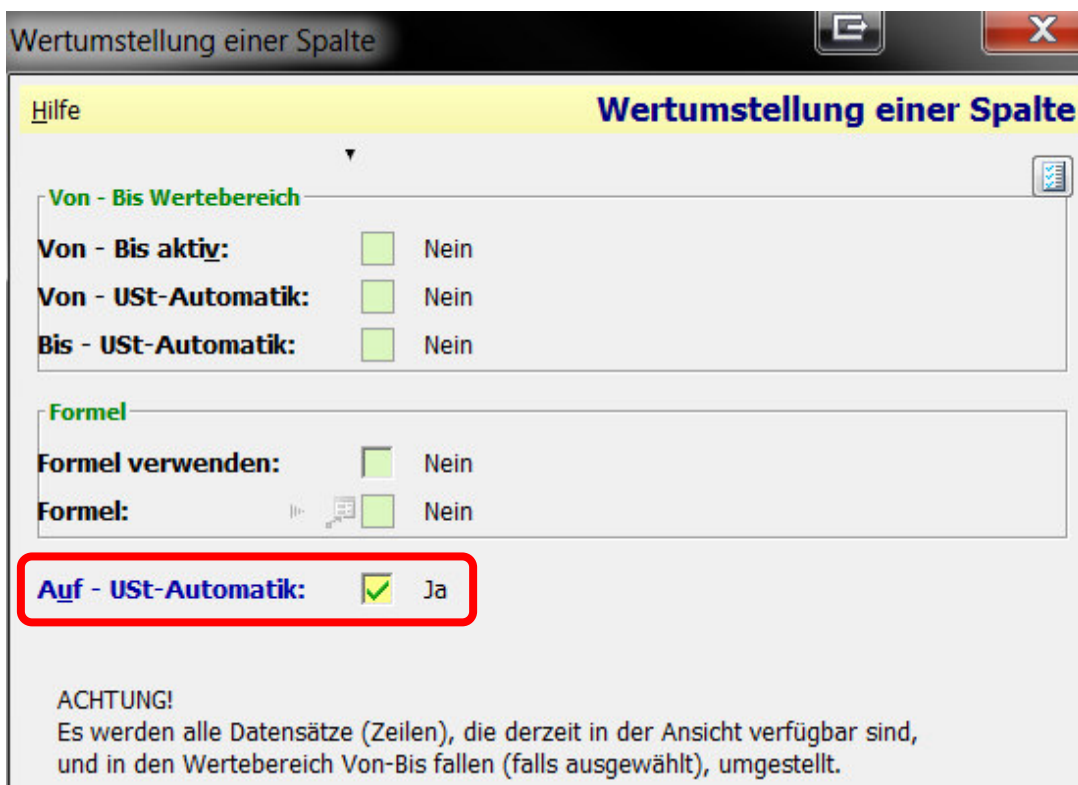 Wertumstellung einer Spalte
X
Hilfe
Wertumstellung einer Spalte
Von - Bis Wertebereich
Von - Bis aktiv: Nein
Von - USt-Automatik: Nein
Bis - USt-Automatik: Nein
Formel
Formel verwenden: Nein
Formel: Nein
Auf - USt-Automatik: Ja
ACHTUNG!
Es werden alle Datensätze (Zeilen), die derzeit in der Ansicht verfügbar sind,
und in den Wertebereich Von-Bis fallen (falls ausgewählt), umgestellt.